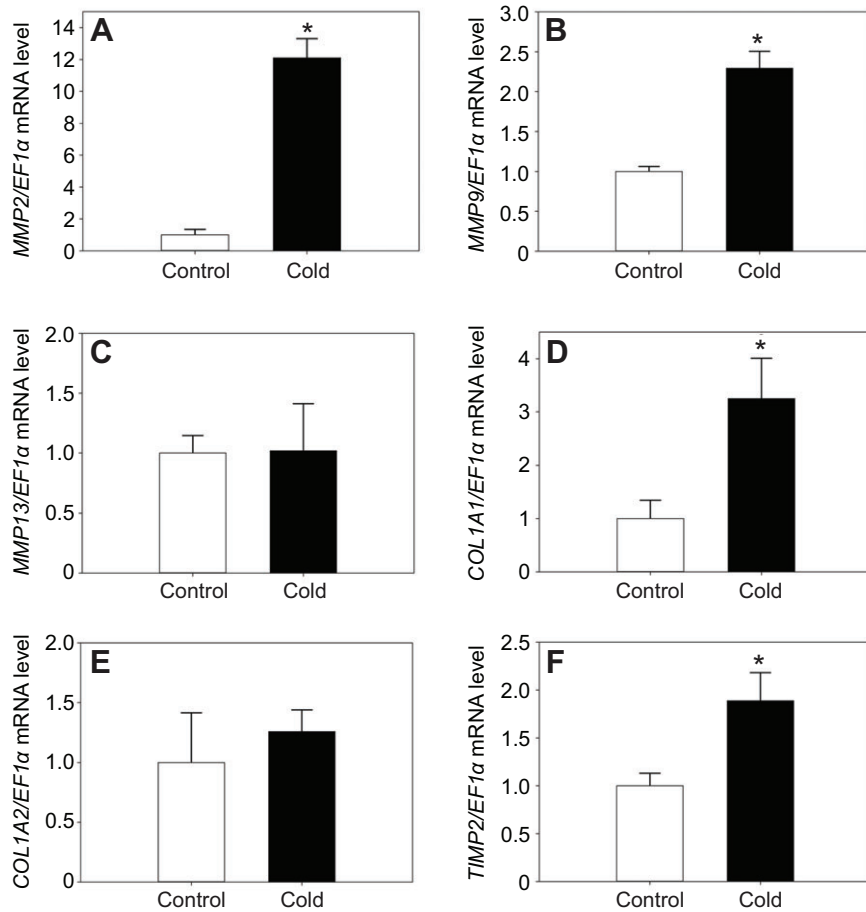 A
MMP2/EF1α mRNA level
14
12
10
8
6
4
2
0
*
Control Cold
B
MMP9/EF1α mRNA level
3.0
2.5
2.0
1.5
1.0
0.5
0
*
Control Cold
C
MMP13/EF1α mRNA level
2.0
1.5
1.0
0.5
0
Control Cold
D
COL1A1/EF1α mRNA level
4
3
2
1
0
*
Control Cold
E
COL1A2/EF1α mRNA level
2.0
1.5
1.0
0.5
0
Control Cold
F
TIMP2/EF1α mRNA level
2.5
2.0
1.5
1.0
0.5
0
*
Control Cold